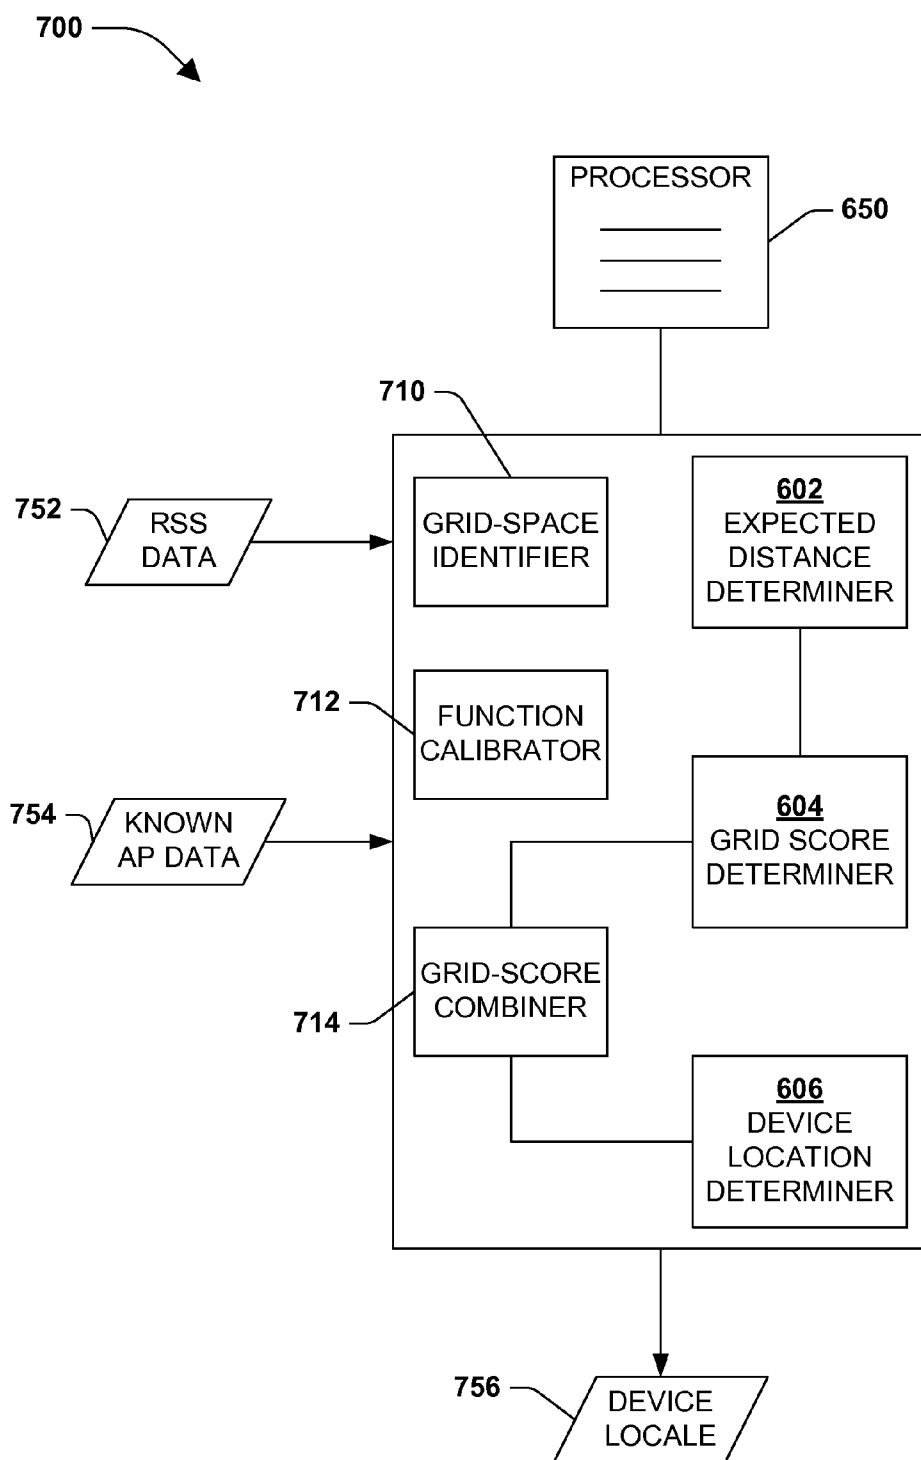 700
PROCESSOR
650
710
752
RSS
DATA
GRID-SPACE
IDENTIFIER
602
EXPECTED
DISTANCE
DETERMINER
712
FUNCTION
CALIBRATOR
754
KNOWN
AP DATA
604
GRID SCORE
DETERMINER
GRID-SCORE
COMBINER
714
606
DEVICE
LOCATION
DETERMINER
756
DEVICE
LOCALE